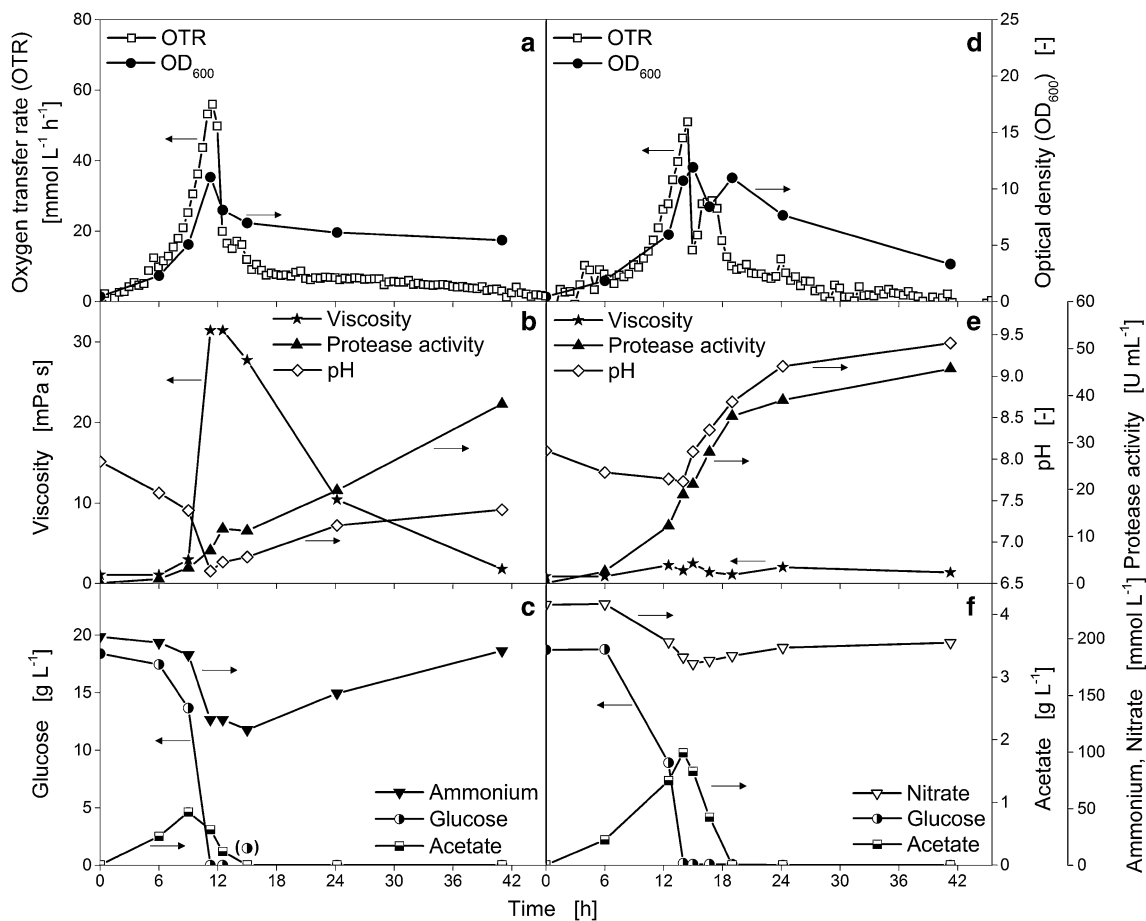 80
60
40
20
0
Oxygen transfer rate (OTR)
[mmol L⁻¹ h⁻¹]
OTR
OD₆₀₀
a
OTR
OD₆₀₀
d
25
20
15
10
5
0
Optical density (OD₆₀₀) [-]
30
20
10
0
Viscosity [mPa s]
Viscosity
Protease activity
pH
b
Viscosity
Protease activity
pH
e
9.5
9.0
8.5
8.0
7.5
7.0
6.5
pH [-]
60
50
40
30
20
10
0
Protease activity [U mL⁻¹]
20
15
10
5
0
Glucose [g L⁻¹]
c
( )
Ammonium
Glucose
Acetate
f
Nitrate
Glucose
Acetate
4
3
2
1
0
Acetate [g L⁻¹]
200
150
100
50
0
Ammonium, Nitrate [mmol L⁻¹]
0 6 12 18 24 30 36 42 0 6 12 18 24 30 36 42
Time [h]